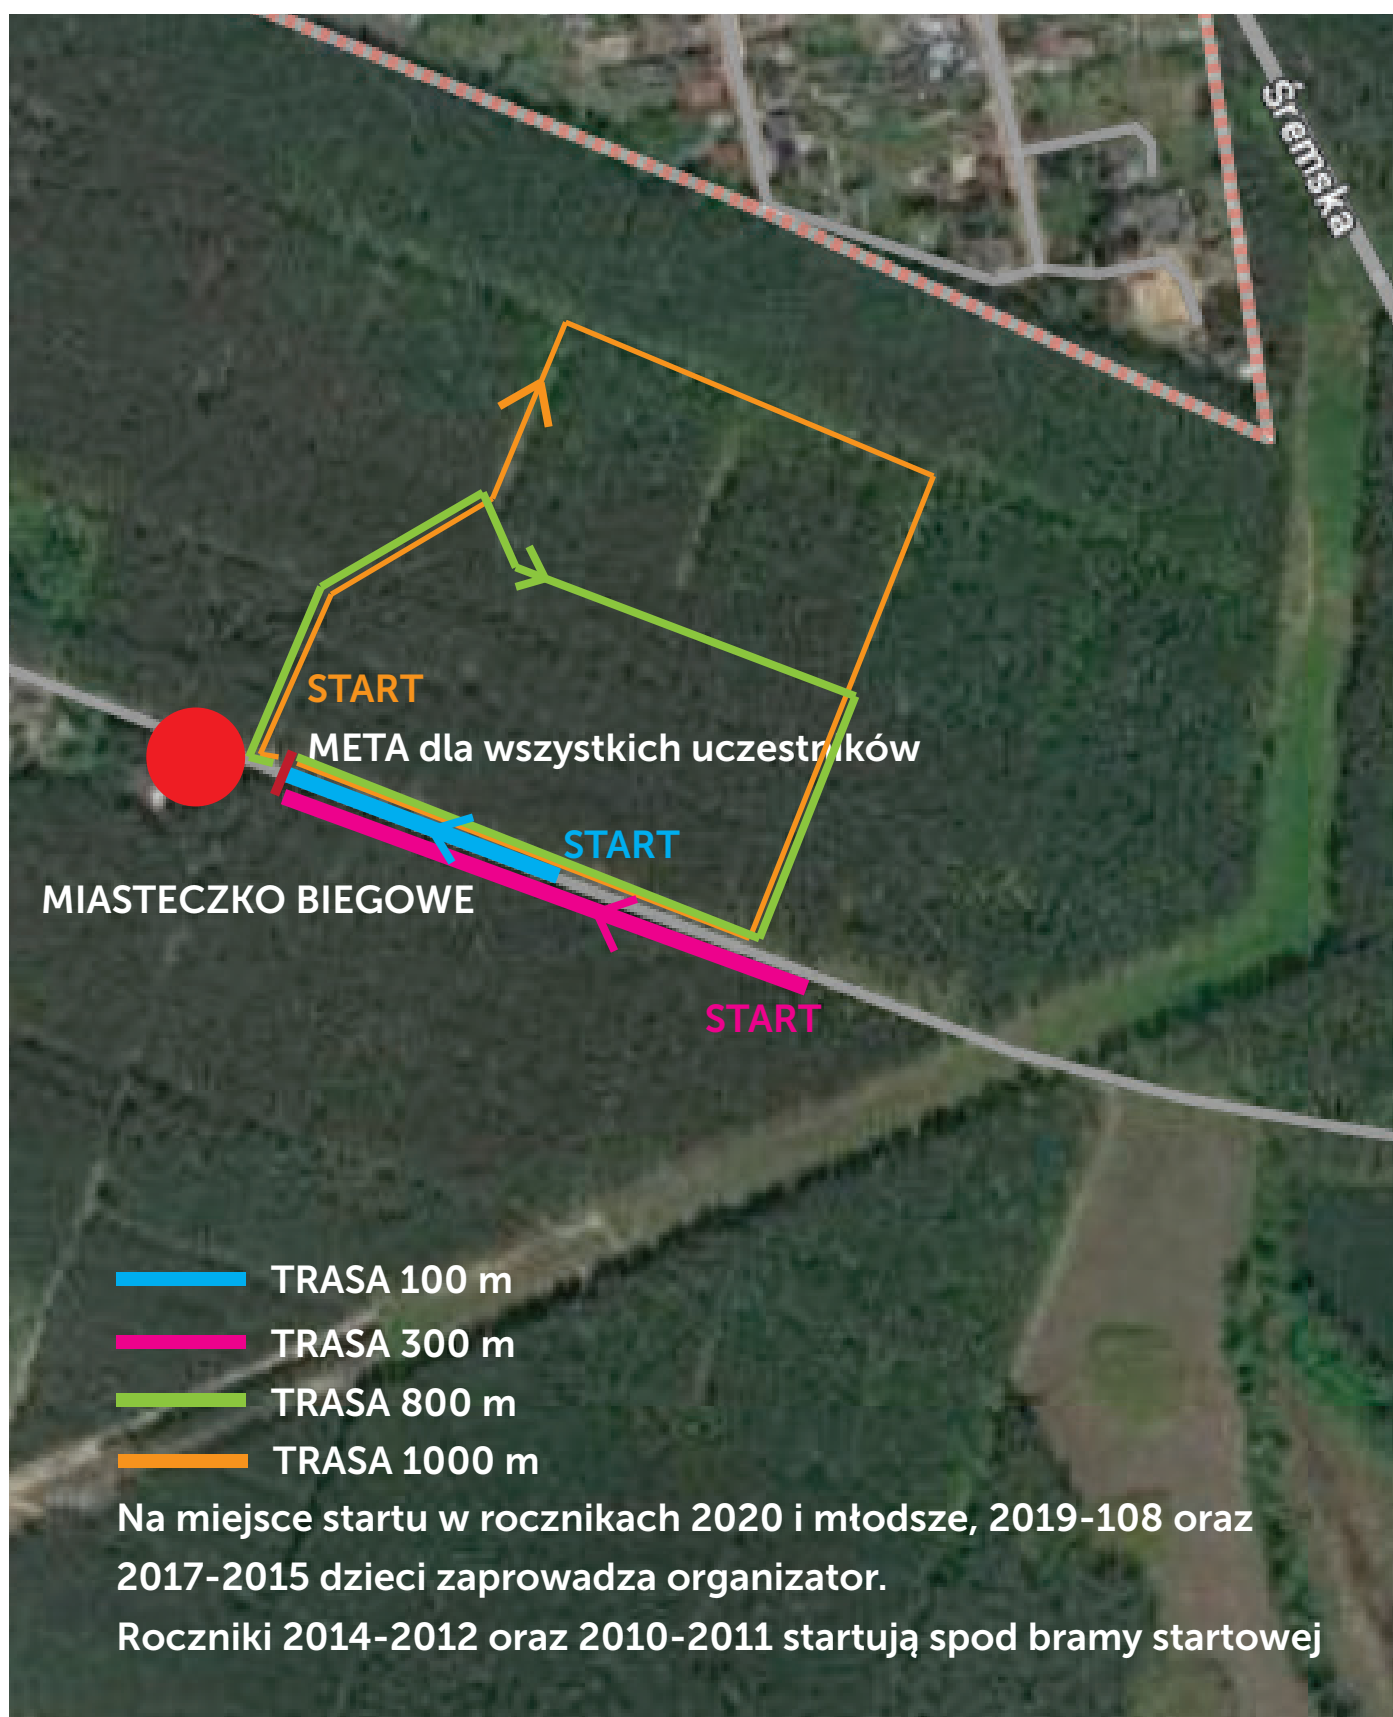 Śremska
START
META dla wszystkich uczestników
START
MIASTECZKO BIEGOWE
START
TRASA 100 m
TRASA 300 m
TRASA 800 m
TRASA 1000 m
Na miejsce startu w rocznikach 2020 i młodsze, 2019-108 oraz
2017-2015 dzieci zaprowadza organizator.
Roczniki 2014-2012 oraz 2010-2011 startują spod bramy startowej